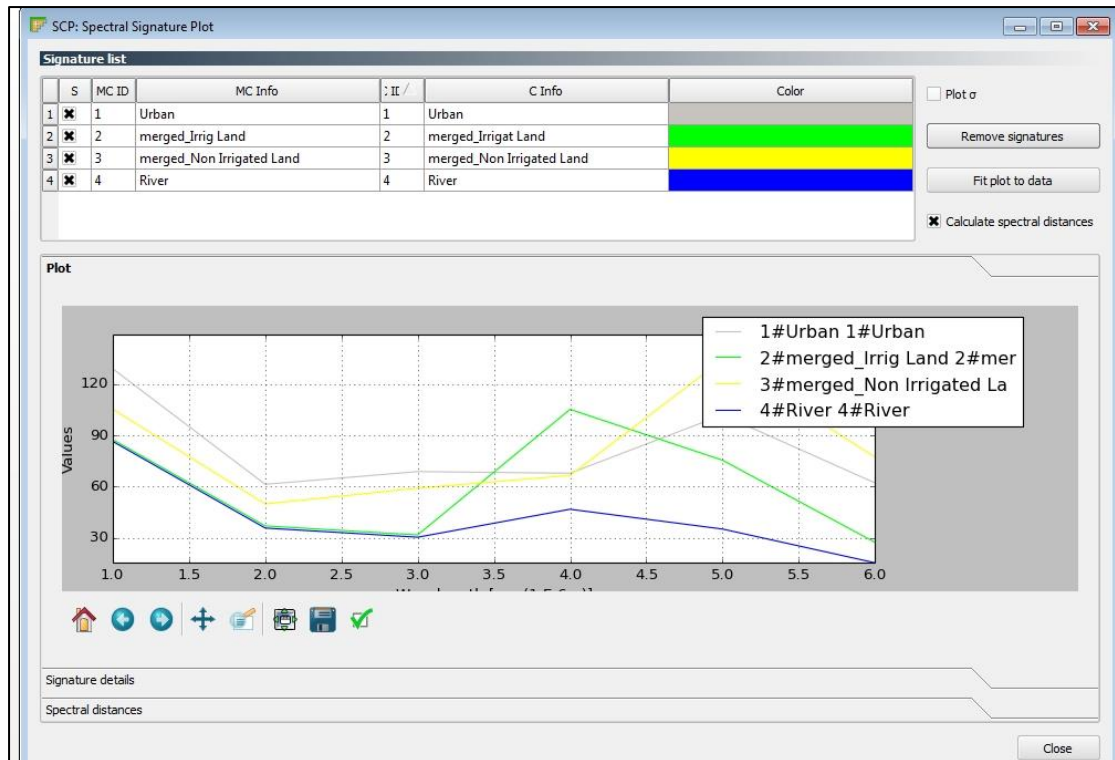 SCP: Spectral Signature Plot
Signature list
S MC ID MC Info C Info Color
1 1 Urban 1 Urban
2 2 merged_Irrig Land 2 merged_Irrigat Land
3 3 merged_Non Irrigated Land 3 merged_Non Irrigated Land
4 4 River 4 River
Plot σ
Remove signatures
Fit plot to data
Calculate spectral distances
Plot
1#Urban 1#Urban
2#merged_Irrig Land 2#mer
3#merged_Non Irrigated La
4#River 4#River
120
90
60
30
Values
1.0 1.5 2.0 2.5 3.0 3.5 4.0 4.5 5.0 5.5 6.0
Signature details
Spectral distances
Close